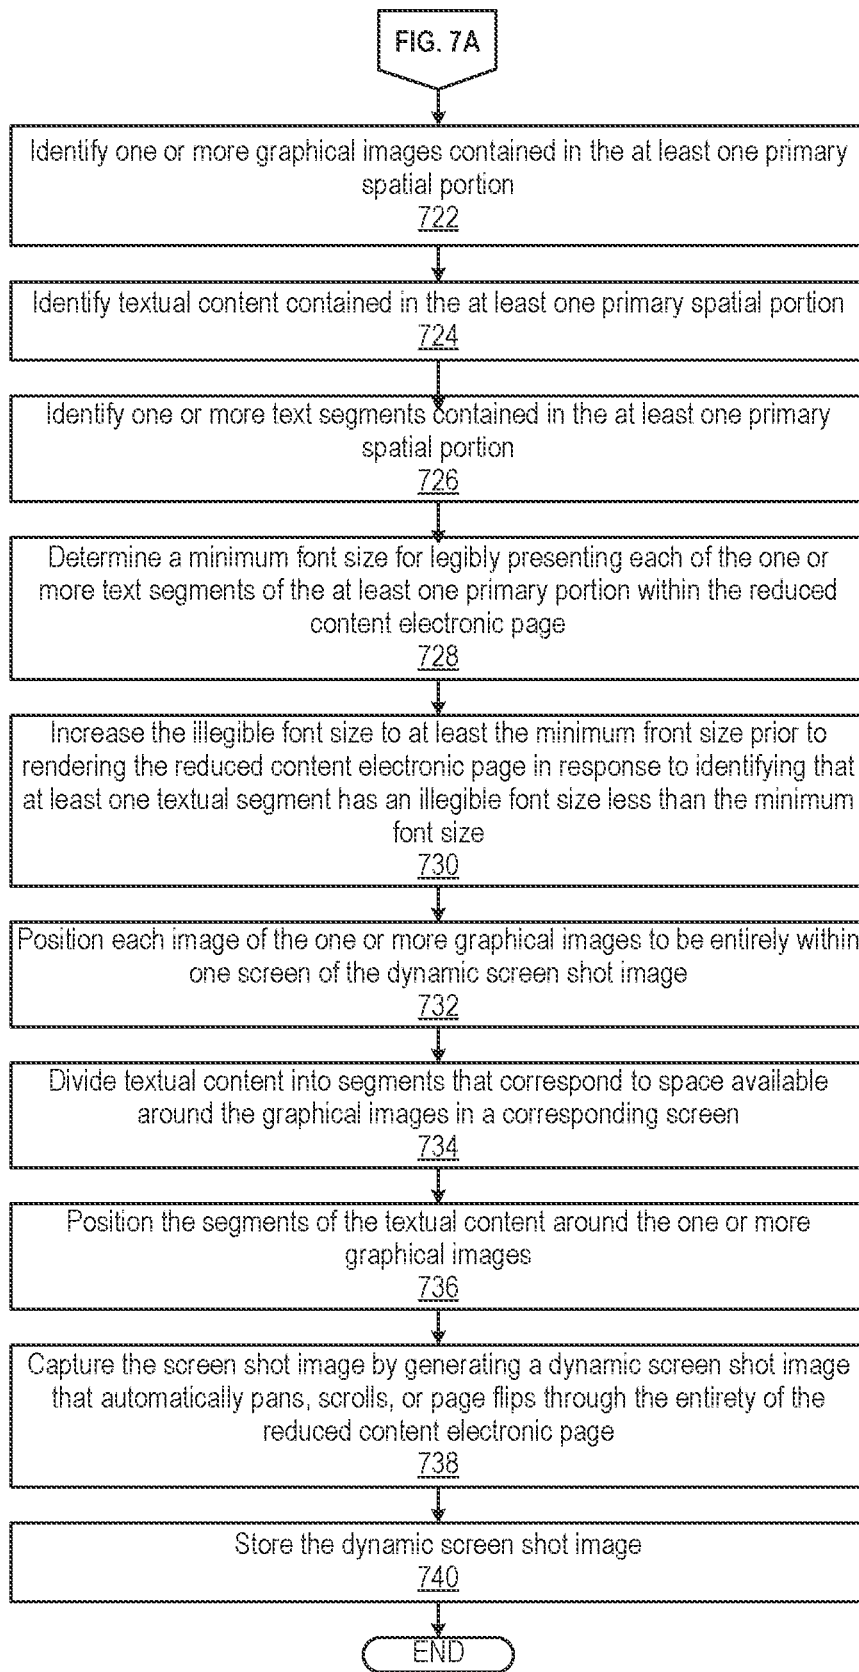 FIG. 7A
Identify one or more graphical images contained in the at least one primary
spatial portion
722
Identify textual content contained in the at least one primary spatial portion
724
Identify one or more text segments contained in the at least one primary
spatial portion
726
Determine a minimum font size for legibly presenting each of the one or
more text segments of the at least one primary portion within the reduced
content electronic page
728
Increase the illegible font size to at least the minimum front size prior to
rendering the reduced content electronic page in response to identifying that
at least one textual segment has an illegible font size less than the minimum
font size
730
Position each image of the one or more graphical images to be entirely within
one screen of the dynamic screen shot image
732
Divide textual content into segments that correspond to space available
around the graphical images in a corresponding screen
734
Position the segments of the textual content around the one or more
graphical images
736
Capture the screen shot image by generating a dynamic screen shot image
that automatically pans, scrolls, or page flips through the entirety of the
reduced content electronic page
738
Store the dynamic screen shot image
740
END